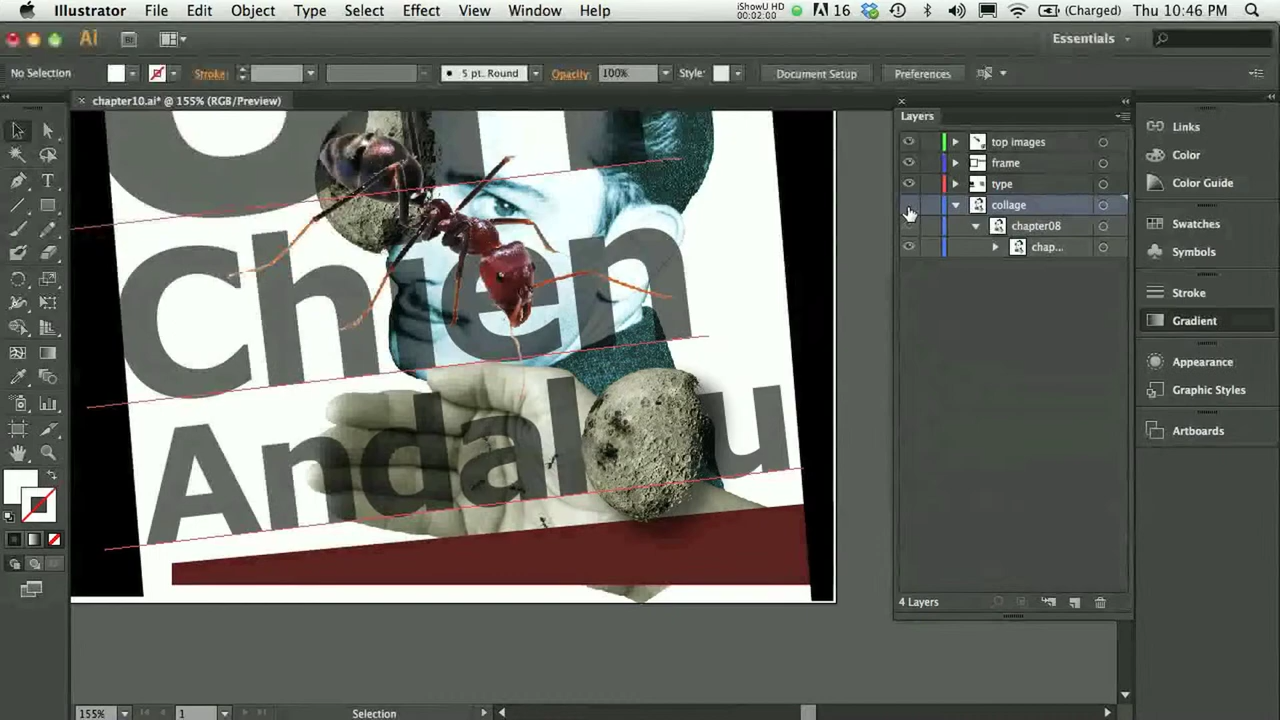 Illustrator File Edit Object Type Select Effect View Window Help iShowU HD 00:02:00 16 (Charged) Thu 10:46 PM
Ai Br Essentials
No Selection Stroke: 5 pt. Round Opacity: 100% Style: Document Setup Preferences
chapter10.ai* @ 155% (RGB/Preview)
Layers
top images
frame
type
collage
chapter08
chap...
4 Layers
Links
Color
Color Guide
Swatches
Symbols
Stroke
Gradient
Appearance
Graphic Styles
Artboards
Un
Chien
Andalou
155% 1 Selection